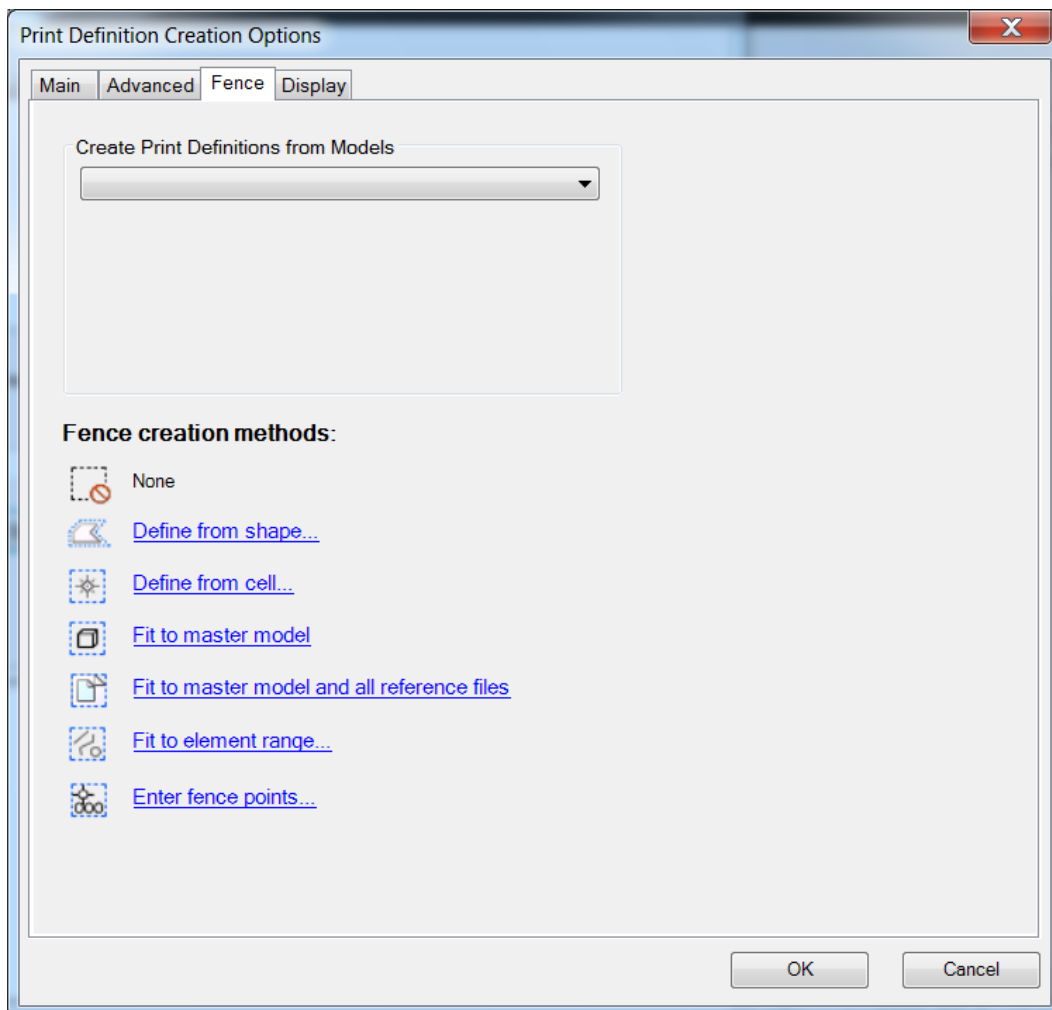 Print Definition Creation Options
Main Advanced Fence Display
Create Print Definitions from Models
Fence creation methods:
None
Define from shape...
Define from cell...
Fit to master model
Fit to master model and all reference files
Fit to element range...
Enter fence points...
OK Cancel